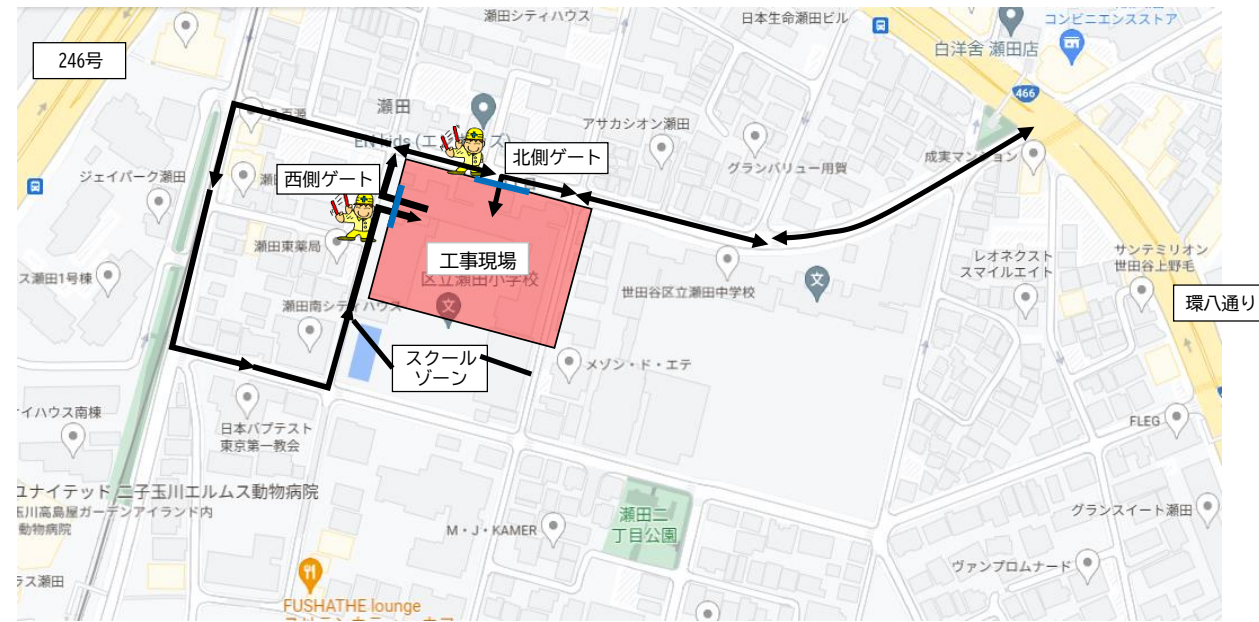 瀬田シティハウス
日本生命瀬田ビル
コンビニエンスストア
白洋舍 瀬田店
246号
466
瀬田
アサカシオン瀬田
EN kids (エ
ズ)
北側ゲート
グランバリュー用賀
成実マンション
ジェイパーク瀬田
西側ゲート
瀬田東薬局
工事現場
区立瀬田小学校
文
世田谷区立瀬田中学校
文
レオネクスト
スマイルエイト
サンテミリオン
世田谷上野毛
環八通り
ス瀬田1号棟
瀬田南シティハウス
スクール
ゾーン
メゾン・ド・エテ
イハウス南棟
日本バプテスト
東京第一教会
FLEG
ユナイテッド 二子玉川エルムス動物病院
玉川高島屋ガーデンアイランド内
動物病院
M・J・KAMER
瀬田二
丁目公園
グランスイート瀬田
ヴァンプロムナード
ラス瀬田
FUSHATHE lounge